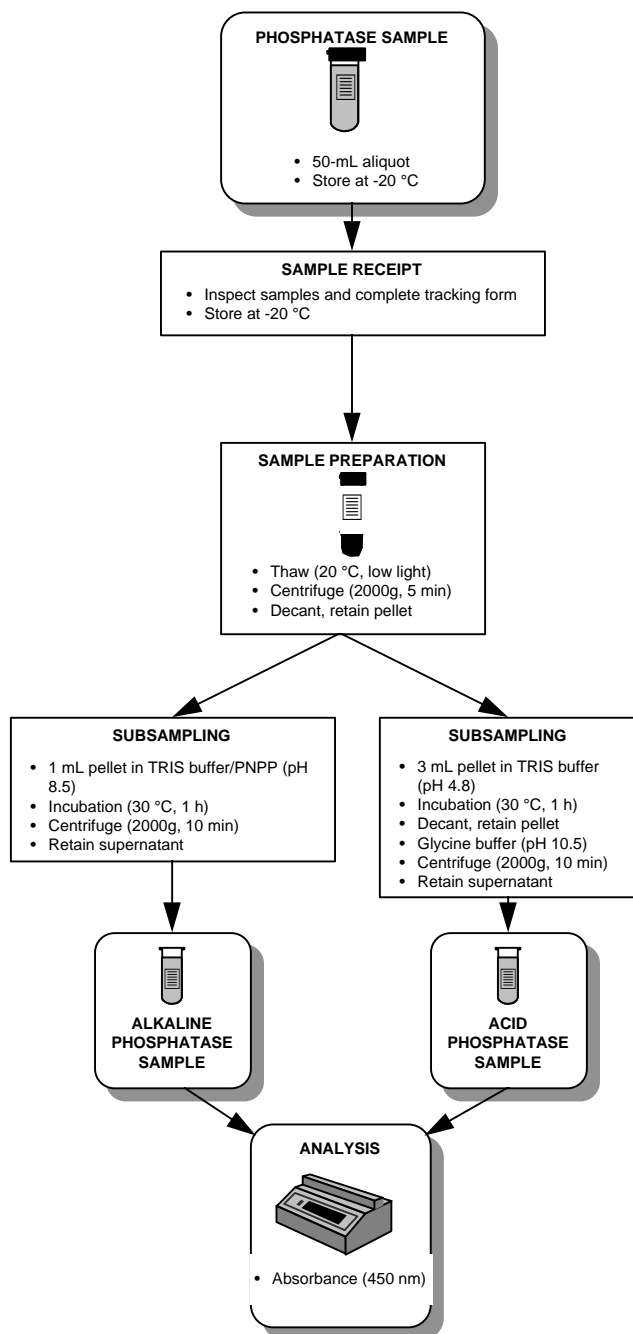 PHOSPHATASE SAMPLE
• 50-mL aliquot
• Store at -20 °C
SAMPLE RECEIPT
• Inspect samples and complete tracking form
• Store at -20 °C
SAMPLE PREPARATION
• Thaw (20 °C, low light)
• Centrifuge (2000g, 5 min)
• Decant, retain pellet
SUBSAMPLING
• 1 mL pellet in TRIS buffer/PNPP (pH
8.5)
• Incubation (30 °C, 1 h)
• Centrifuge (2000g, 10 min)
• Retain supernatant
SUBSAMPLING
• 3 mL pellet in TRIS buffer
(pH 4.8)
• Incubation (30 °C, 1 h)
• Decant, retain pellet
• Glycine buffer (pH 10.5)
• Centrifuge (2000g, 10 min)
• Retain supernatant
ALKALINE
PHOSPHATASE
SAMPLE
ACID
PHOSPHATASE
SAMPLE
ANALYSIS
• Absorbance (450 nm)